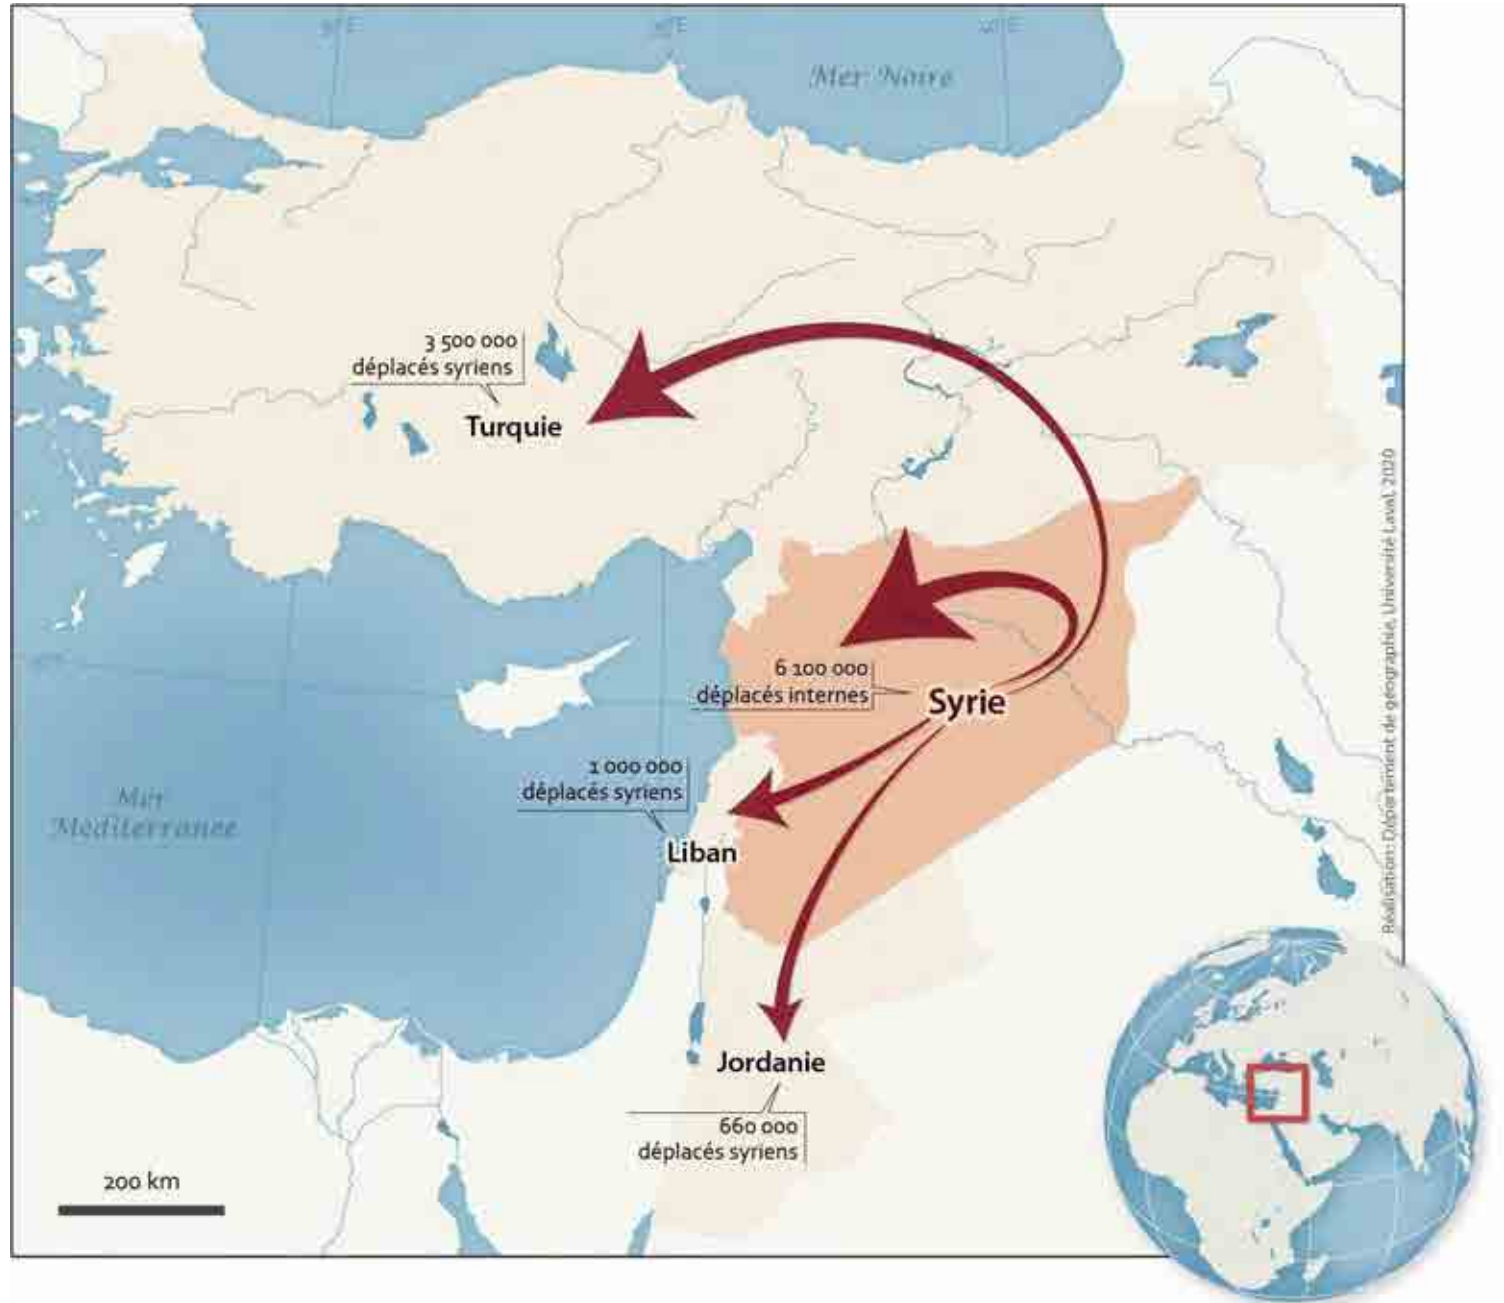 Mer Noire
3 500 000
déplacés syriens
Turquie
6 100 000
déplacés internes
Syrie
1 000 000
déplacés syriens
Mer
Méditerranée
Liban
Jordanie
660 000
déplacés syriens
200 km
Réalisation : Département de géographie, Université Laval, 2020